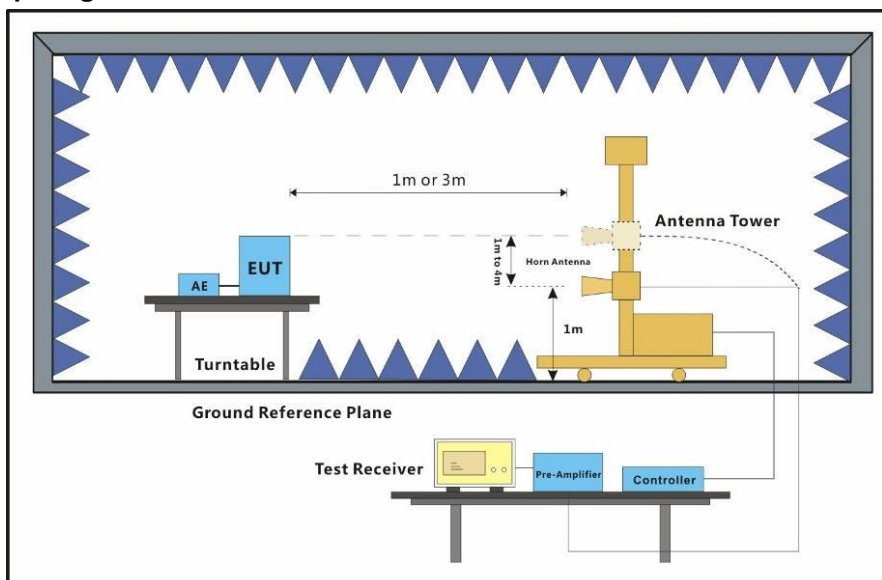 1m or 3m
Antenna Tower
1m to 4m
Horn Antenna
EUT
AE
1m
Turntable
Ground Reference Plane
Test Receiver
Pre-Amplifier
Controller